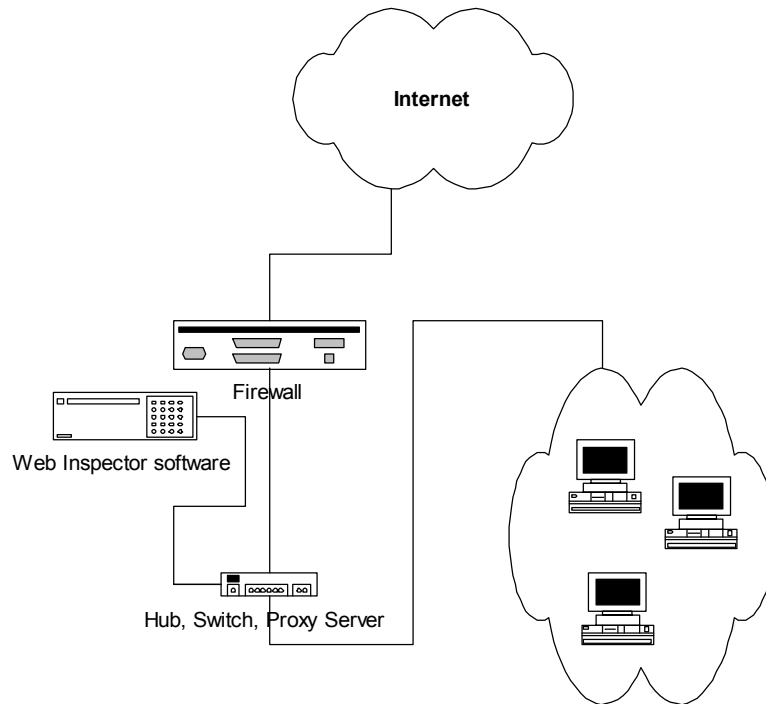 Internet
Firewall
Web Inspector software
Hub, Switch, Proxy Server